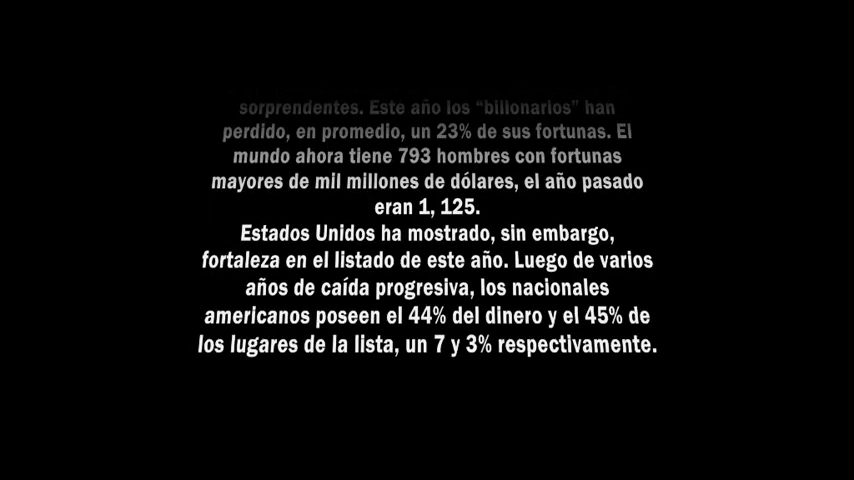 sorprendentes. Este año los “billonarios” han
perdido, en promedio, un 23% de sus fortunas. El
mundo ahora tiene 793 hombres con fortunas
mayores de mil millones de dólares, el año pasado
eran 1, 125.
Estados Unidos ha mostrado, sin embargo,
fortaleza en el listado de este año. Luego de varios
años de caída progresiva, los nacionales
americanos poseen el 44% del dinero y el 45% de
los lugares de la lista, un 7 y 3% respectivamente.